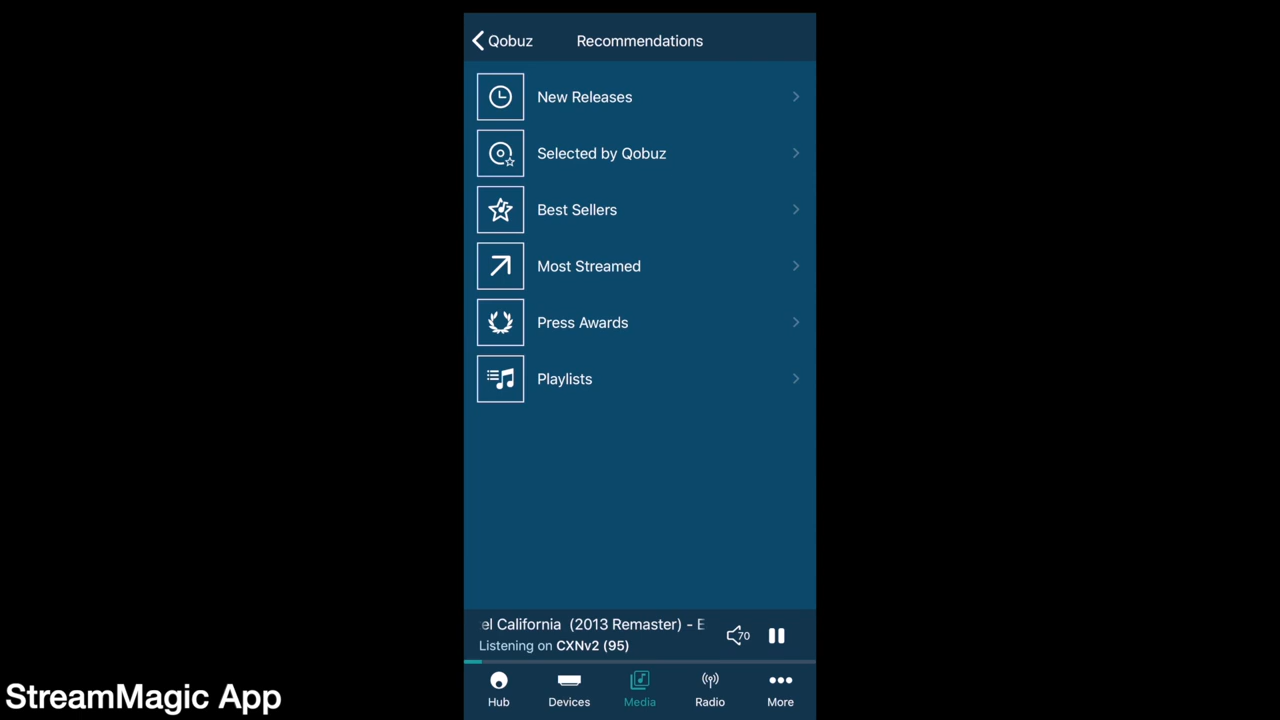 Qobuz
Recommendations
New Releases
Selected by Qobuz
Best Sellers
Most Streamed
Press Awards
Playlists
el California (2013 Remaster) - E
70
Listening on CXNv2 (95)
Hub
Devices
Media
Radio
More
StreamMagic App